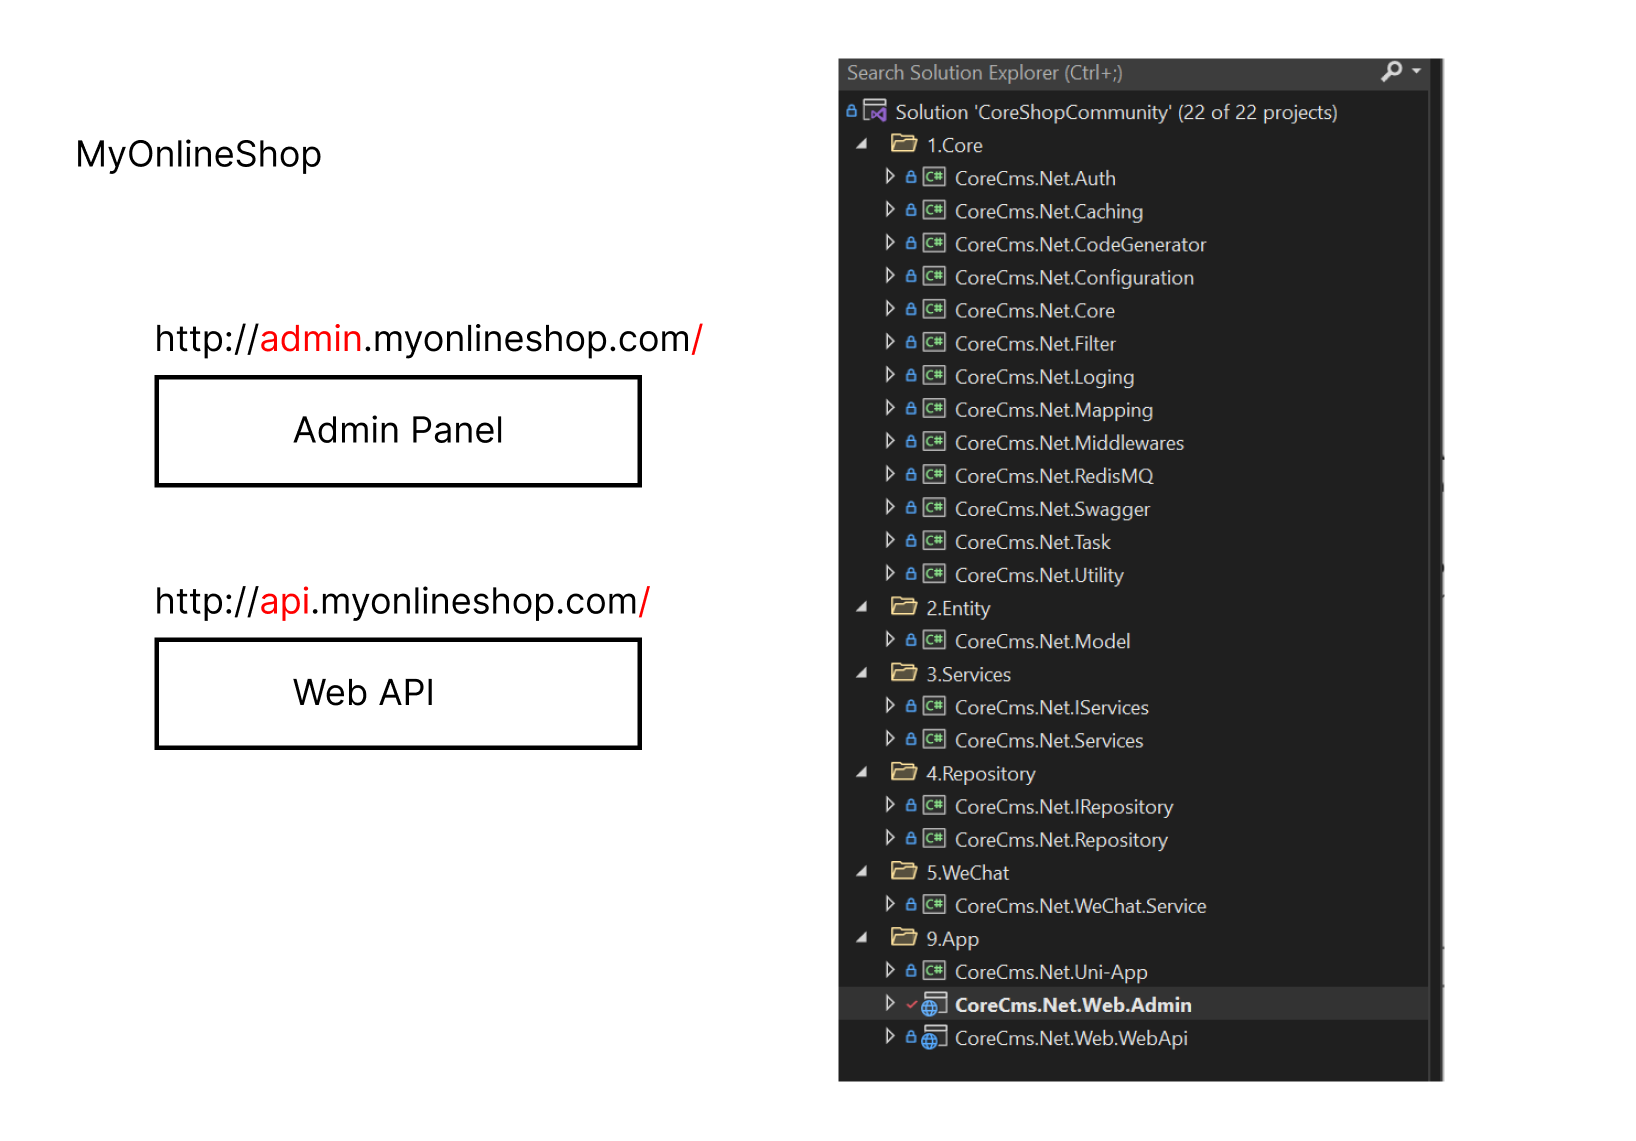 MyOnlineShop
http://admin.myonlineshop.com/
Admin Panel
http://api.myonlineshop.com/
Web API
Search Solution Explorer (Ctrl+;)
Solution 'CoreShopCommunity' (22 of 22 projects)
1.Core
C# CoreCms.Net.Auth
C# CoreCms.Net.Caching
C# CoreCms.Net.CodeGenerator
C# CoreCms.Net.Configuration
C# CoreCms.Net.Core
C# CoreCms.Net.Filter
C# CoreCms.Net.Loging
C# CoreCms.Net.Mapping
C# CoreCms.Net.Middlewares
C# CoreCms.Net.RedisMQ
C# CoreCms.Net.Swagger
C# CoreCms.Net.Task
C# CoreCms.Net.Utility
2.Entity
C# CoreCms.Net.Model
3.Services
C# CoreCms.Net.IServices
C# CoreCms.Net.Services
4.Repository
C# CoreCms.Net.IRepository
C# CoreCms.Net.Repository
5.WeChat
C# CoreCms.Net.WeChat.Service
9.App
C# CoreCms.Net.Uni-App
CoreCms.Net.Web.Admin
CoreCms.Net.Web.WebApi